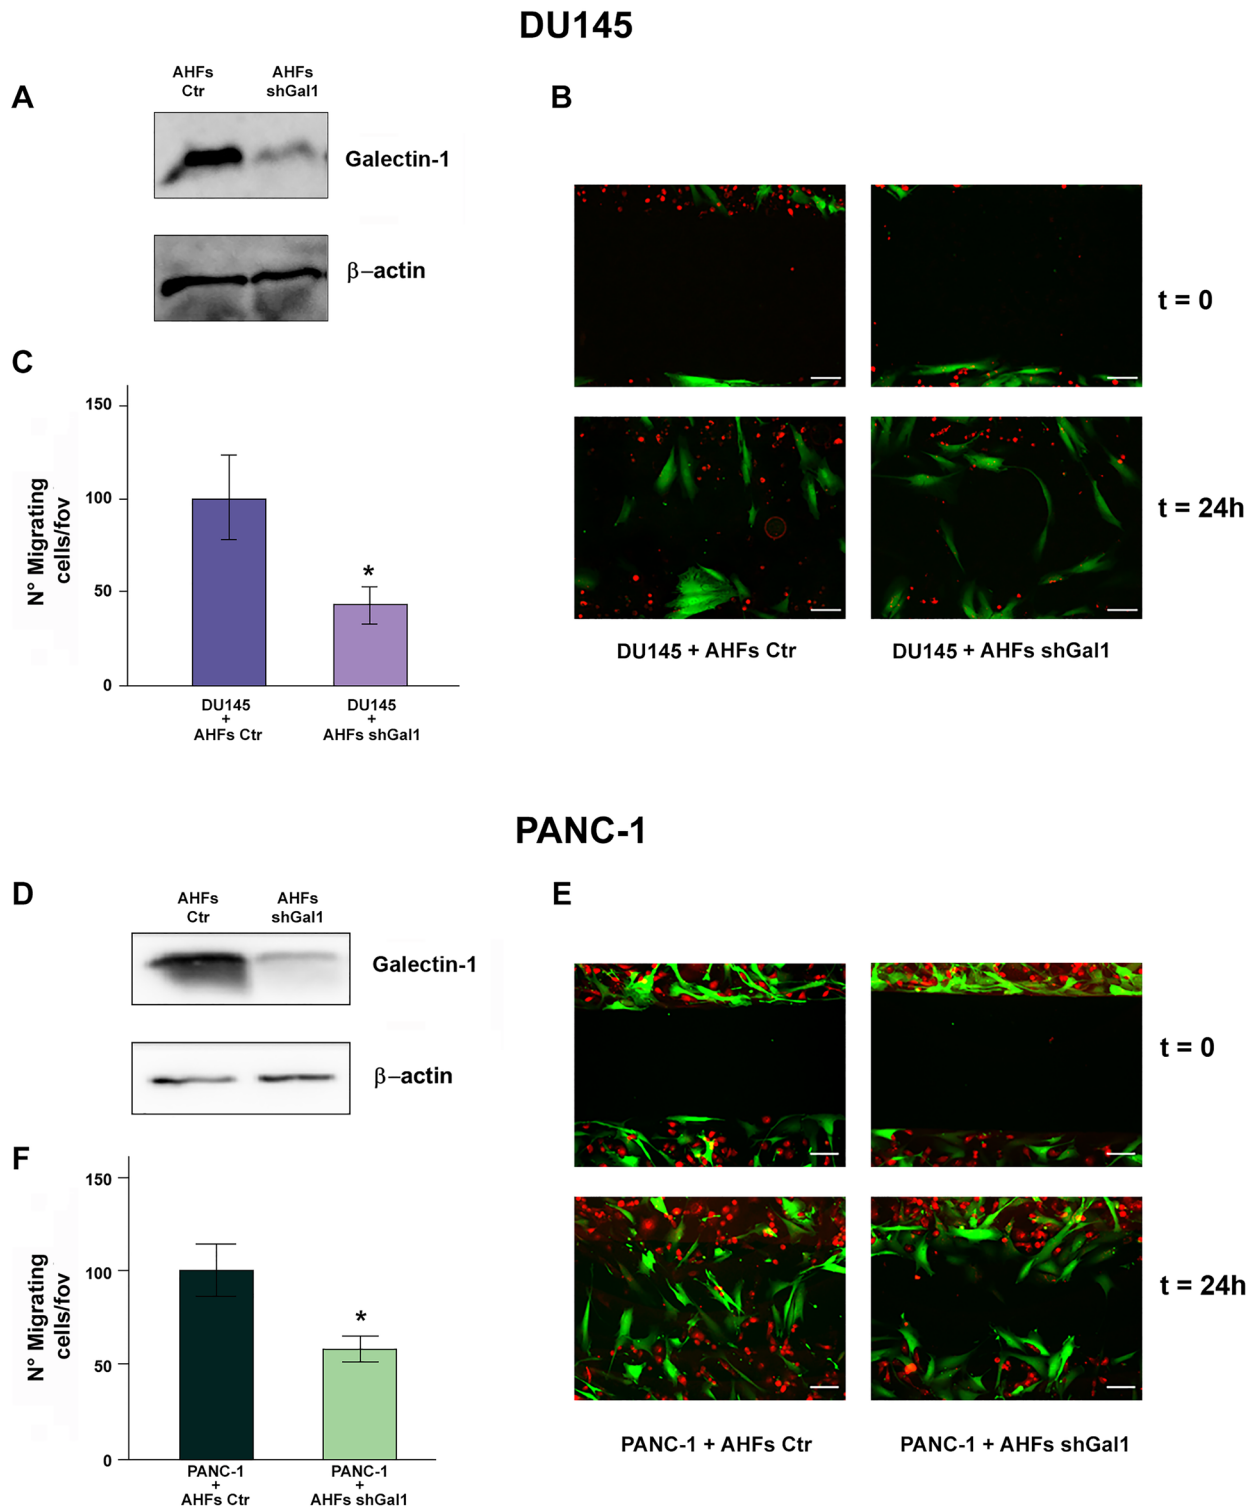 DU145
A
AHFs
Ctr
AHFs
shGal1
Galectin-1
β–actin
B
t = 0
t = 24h
DU145 + AHFs Ctr
DU145 + AHFs shGal1
C
N° Migrating
cells/fov
150
100
50
0
*
DU145
+
AHFs Ctr
DU145
+
AHFs shGal1
PANC-1
D
AHFs
Ctr
AHFs
shGal1
Galectin-1
β–actin
E
t = 0
t = 24h
PANC-1 + AHFs Ctr
PANC-1 + AHFs shGal1
F
N° Migrating
cells/fov
150
100
50
0
*
PANC-1
+
AHFs Ctr
PANC-1
+
AHFs shGal1